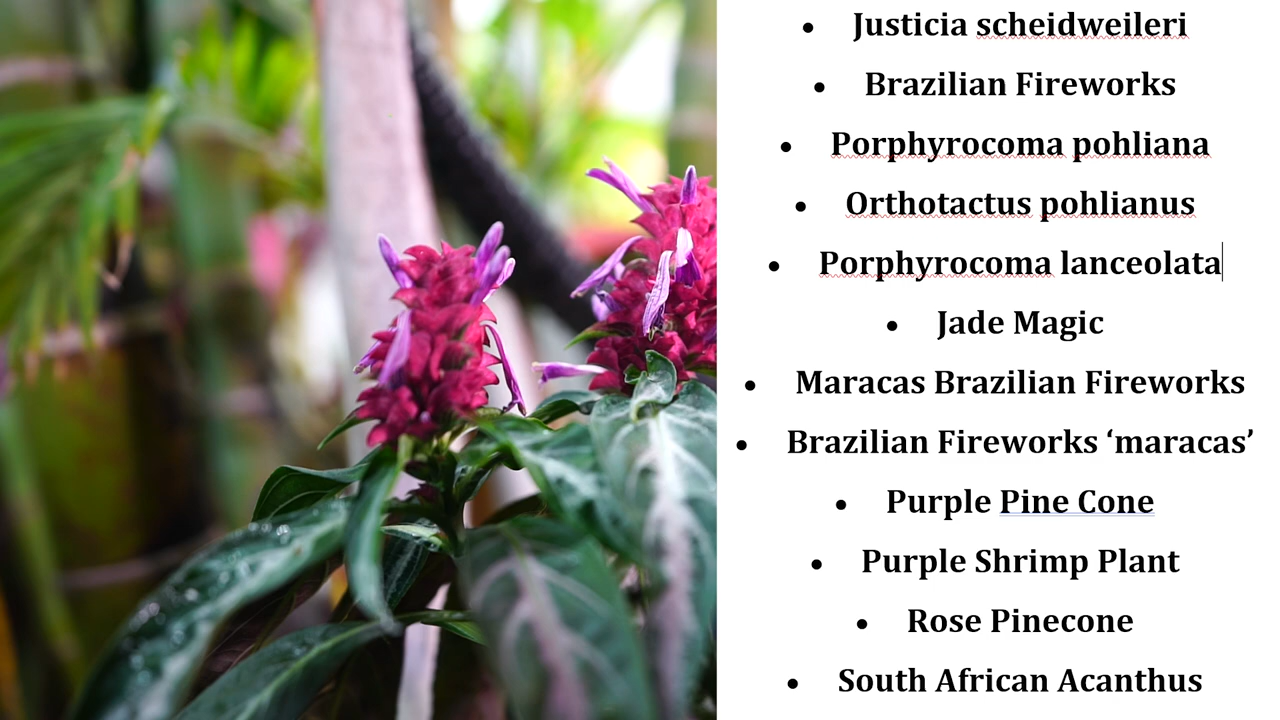 • Justicia scheidweileri
• Brazilian Fireworks
• Porphyrocoma pohliana
• Orthotactus pohlianus
• Porphyrocoma lanceolata
• Jade Magic
• Maracas Brazilian Fireworks
• Brazilian Fireworks ‘maracas’
• Purple Pine Cone
• Purple Shrimp Plant
• Rose Pinecone
• South African Acanthus